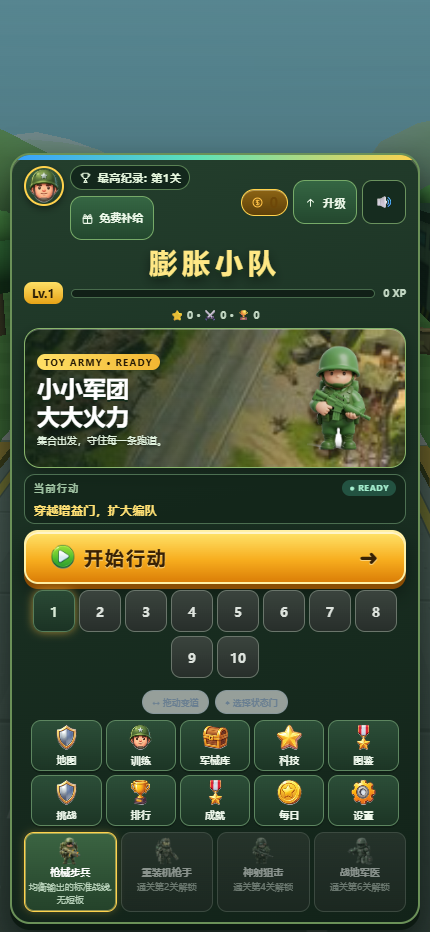 最高纪录: 第1关
免费补给
0
升级
膨胀小队
Lv.1
0 XP
0 • 0 • 0
TOY ARMY • READY
小小军团
大大火力
集合出发，守住每一条跑道。
当前行动
• READY
穿越增益门，扩大编队
开始行动 →
1 2 3 4 5 6 7 8
9 10
↔ 拖动变道
选择状态门
地图 训练 军械库 科技 图鉴
挑战 排行 成就 每日 设置
枪械步兵
均衡输出的标准战线，
无短板
重装机枪手
通关第2关解锁
神射狙击
通关第4关解锁
战地军医
通关第6关解锁